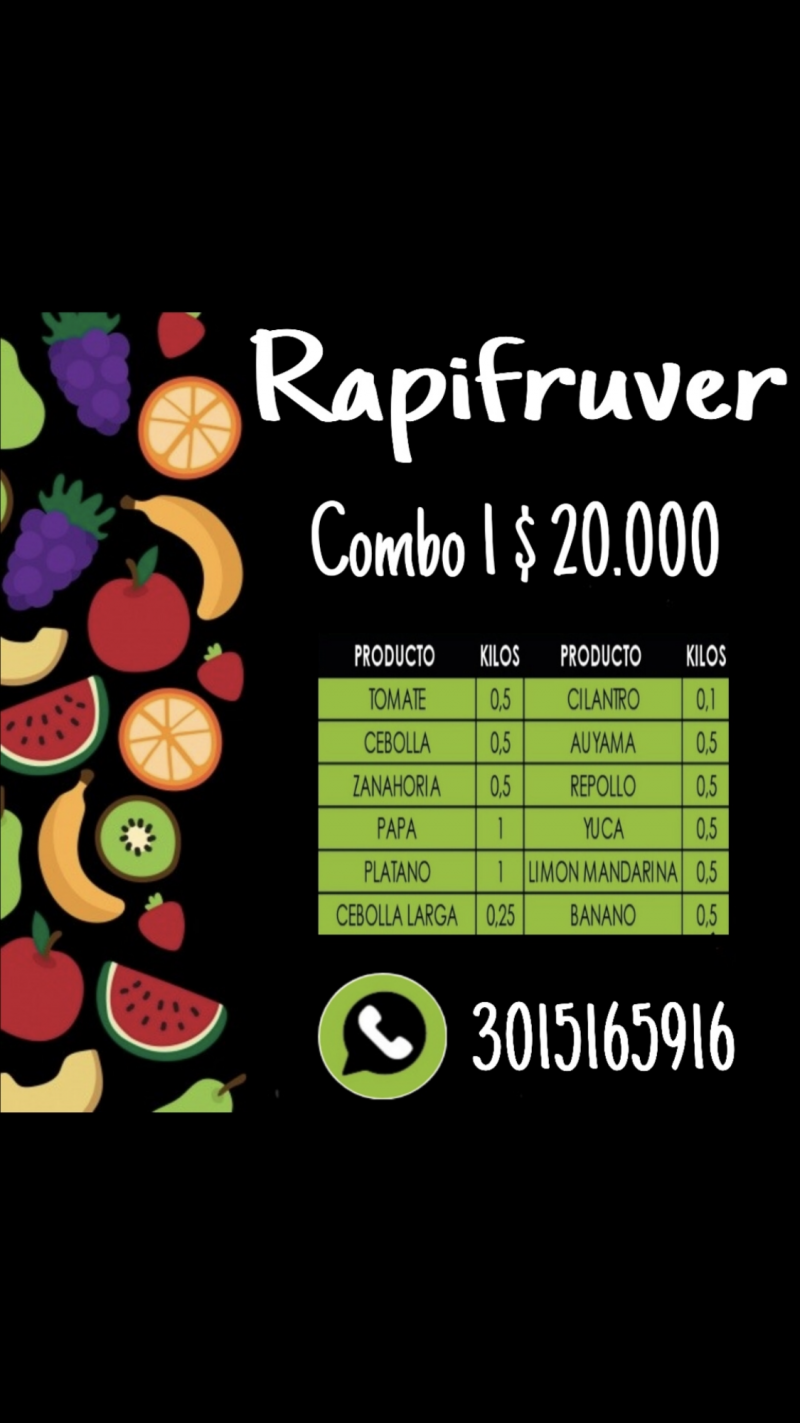 Rapifruver
Combo 1 $ 20.000
PRODUCTO KILOS PRODUCTO KILOS
TOMATE 0,5 CILANTRO 0,1
CEBOLLA 0,5 AUYAMA 0,5
ZANAHORIA 0,5 REPOLLO 0,5
PAPA 1 YUCA 0,5
PLATANO 1 LIMON MANDARINA 0,5
CEBOLLA LARGA 0,25 BANANO 0,5
3015165916